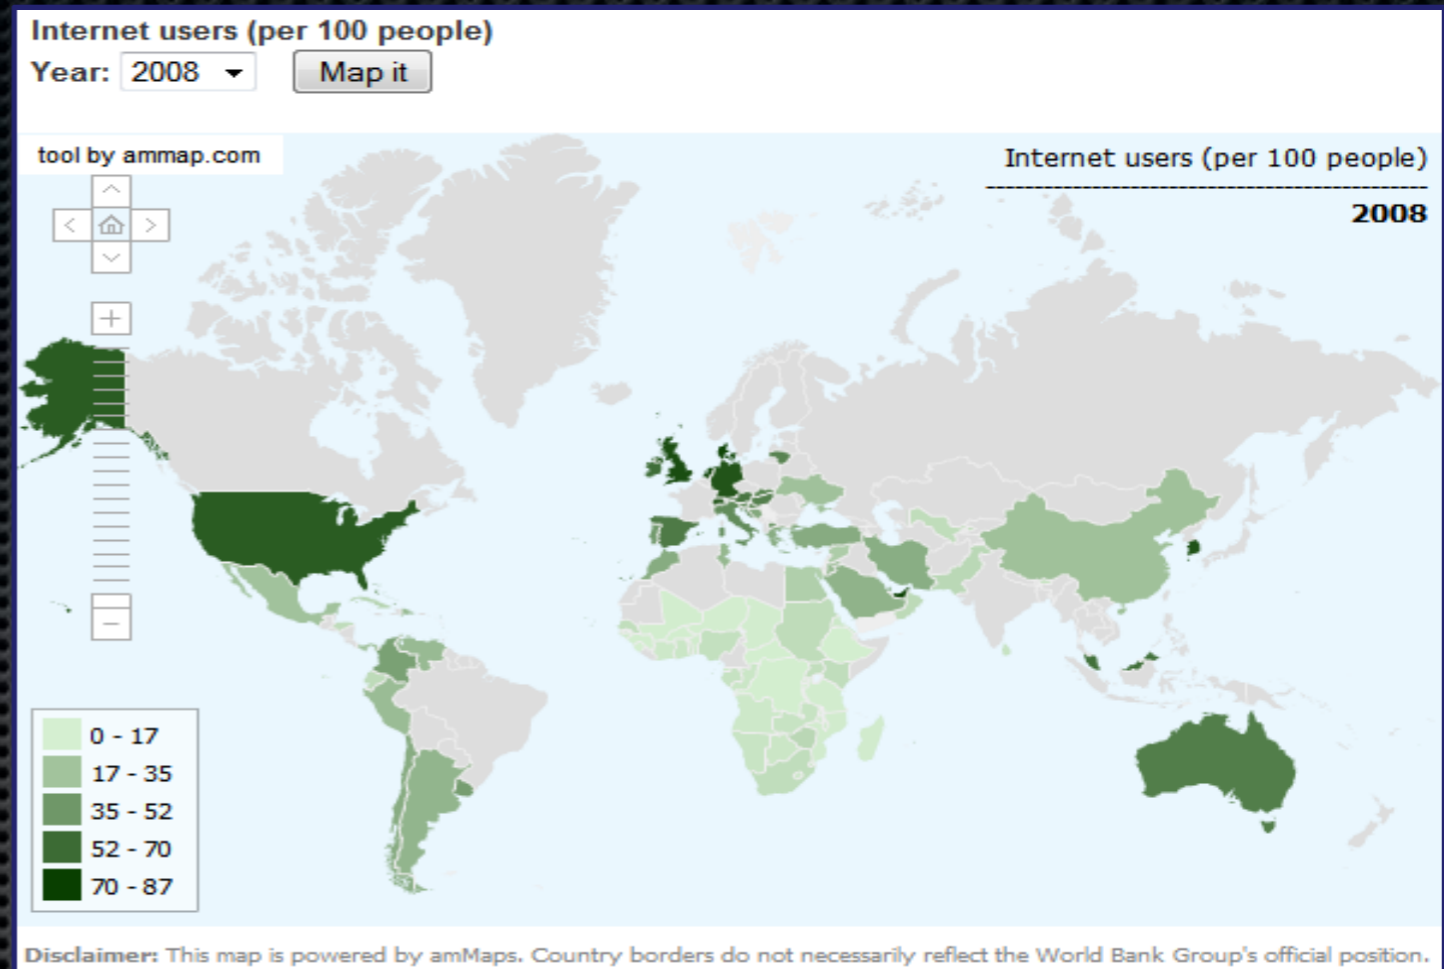 Internet users (per 100 people)
Year: 2008 Map it
tool by ammap.com
Internet users (per 100 people)
2008
0 - 17
17 - 35
35 - 52
52 - 70
70 - 87
Disclaimer: This map is powered by amMaps. Country borders do not necessarily reflect the World Bank Group's official position.